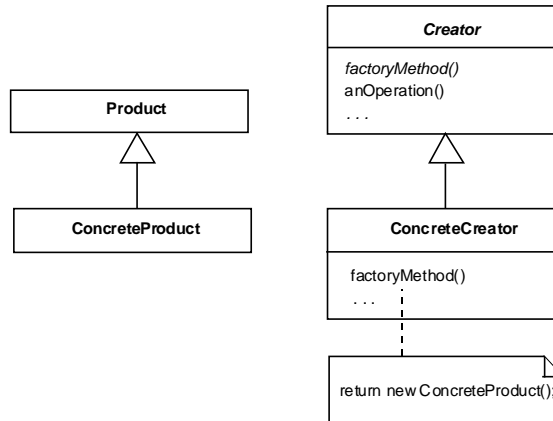 Creator
factoryMethod()
anOperation()
. . .
Product
ConcreteProduct
ConcreteCreator
factoryMethod()
. . .
return new ConcreteProduct();